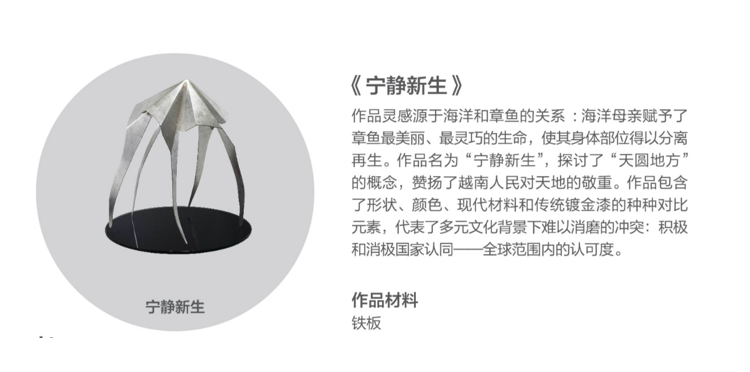 宁静新生
《 宁静新生 》
作品灵感源于海洋和章鱼的关系 ：海洋母亲赋予了
章鱼最美丽、最灵巧的生命，使其身体部位得以分离
再生。作品名为“宁静新生”，探讨了“天圆地方”
的概念，赞扬了越南人民对天地的敬重。作品包含
了形状、颜色、现代材料和传统镀金漆的种种对比
元素，代表了多元文化背景下难以消磨的冲突：积极
和消极国家认同——全球范围内的认可度。
作品材料
铁板